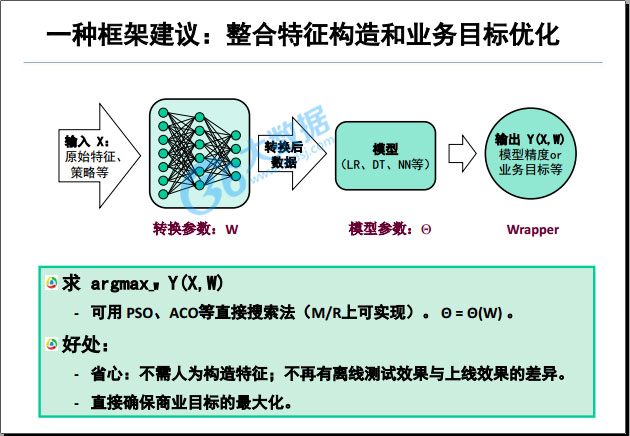 一种框架建议：整合特征构造和业务目标优化
输入 X：
原始特征、
策略等
转换后
数据
模型
（LR、DT、NN等）
输出 Y(X,W)
模型精度or
业务目标等
转换参数：W
模型参数：Θ
Wrapper
求 argmax_w Y(X,W)
- 可用 PSO、ACO等直接搜索法（M/R上可实现）。Θ = Θ(W) 。
好处：
- 省心：不需人为构造特征；不再有离线测试效果与上线效果的差异。
- 直接确保商业目标的最大化。